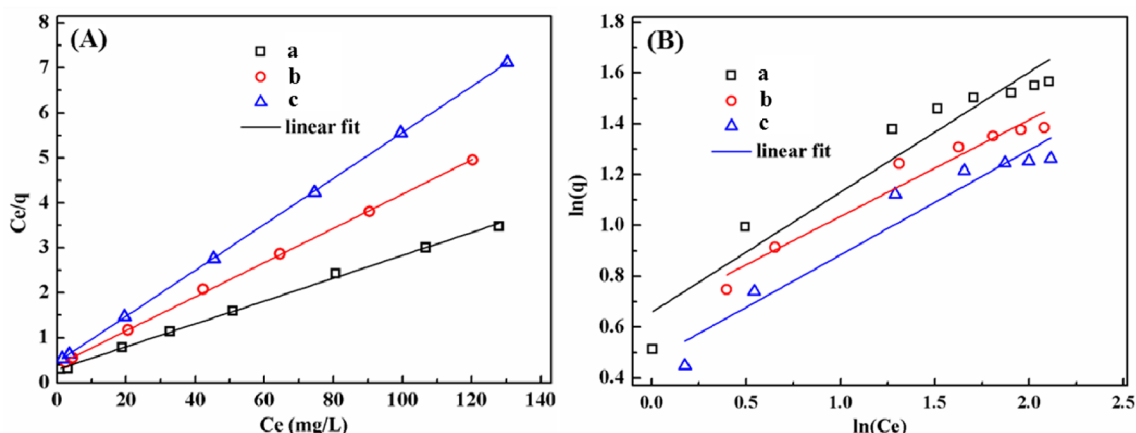 (A)
a
b
c
linear fit
Ce/q
8
7
6
5
4
3
2
1
0
0 20 40 60 80 100 120 140
Ce (mg/L)
(B)
a
b
c
linear fit
ln(q)
1.8
1.6
1.4
1.2
1.0
0.8
0.6
0.4
0.0 0.5 1.0 1.5 2.0 2.5
ln(Ce)